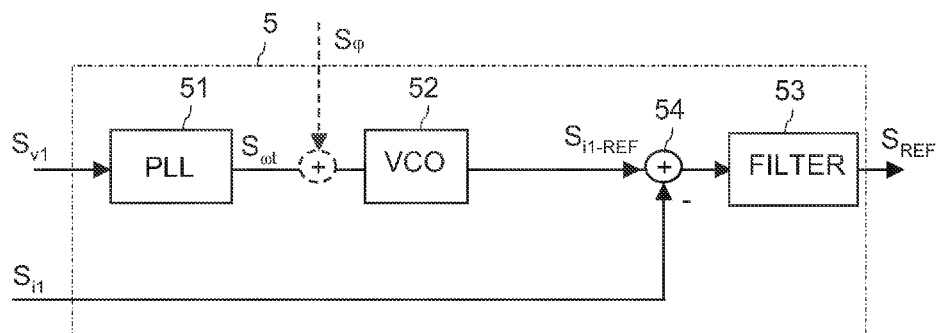 5
Sφ
51
52
54
53
Sv1
PLL
Sωt
+
VCO
Si1-REF
+
-
FILTER
SREF
Si1